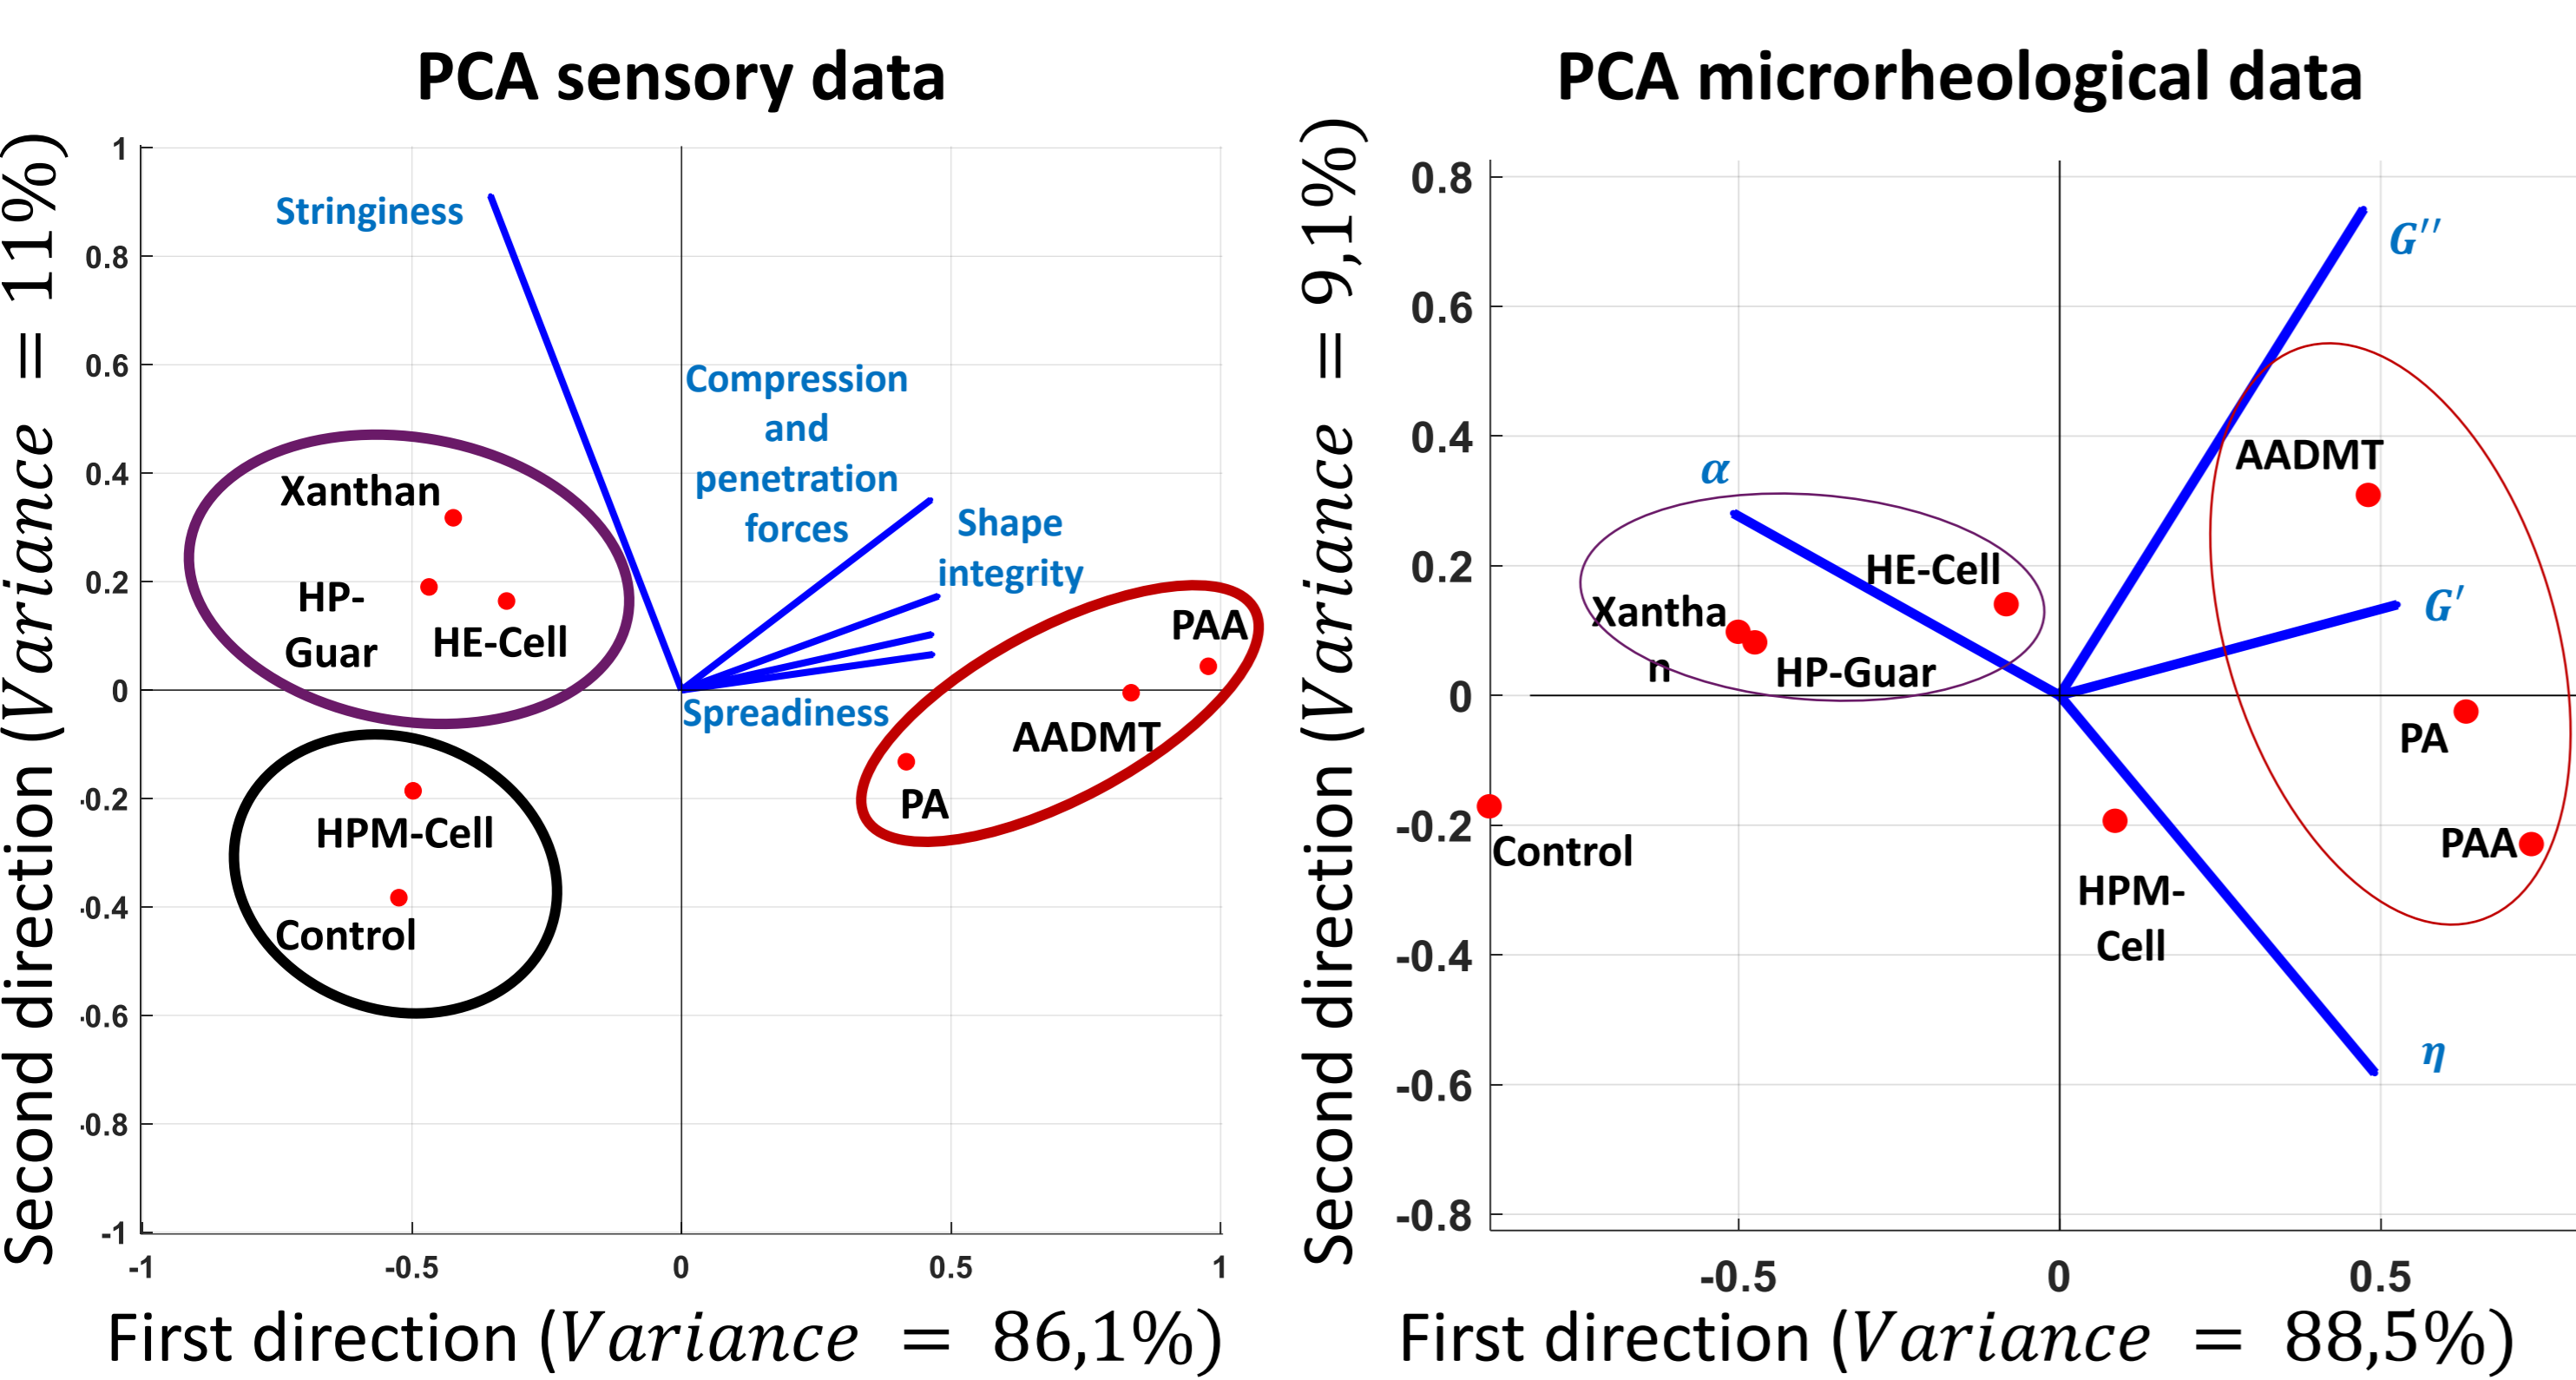 PCA sensory data
Second direction (Variance = 11%)
1
0.8
0.6
0.4
0.2
0
-0.2
-0.4
-0.6
-0.8
-1
Stringiness
Compression
and
penetration
forces
Shape
integrity
Spreadiness
Xanthan
HP-
Guar
HE-Cell
HPM-Cell
Control
PAA
AADMT
PA
-1
-0.5
0
0.5
1
First direction (Variance = 86,1%)
PCA microrheological data
Second direction (Variance = 9,1%)
0.8
0.6
0.4
0.2
0
-0.2
-0.4
-0.6
-0.8
G′′
AADMT
α
HE-Cell
G′
Xantha
n
HP-Guar
PA
Control
PAA
HPM-
Cell
η
-0.5
0
0.5
First direction (Variance = 88,5%)